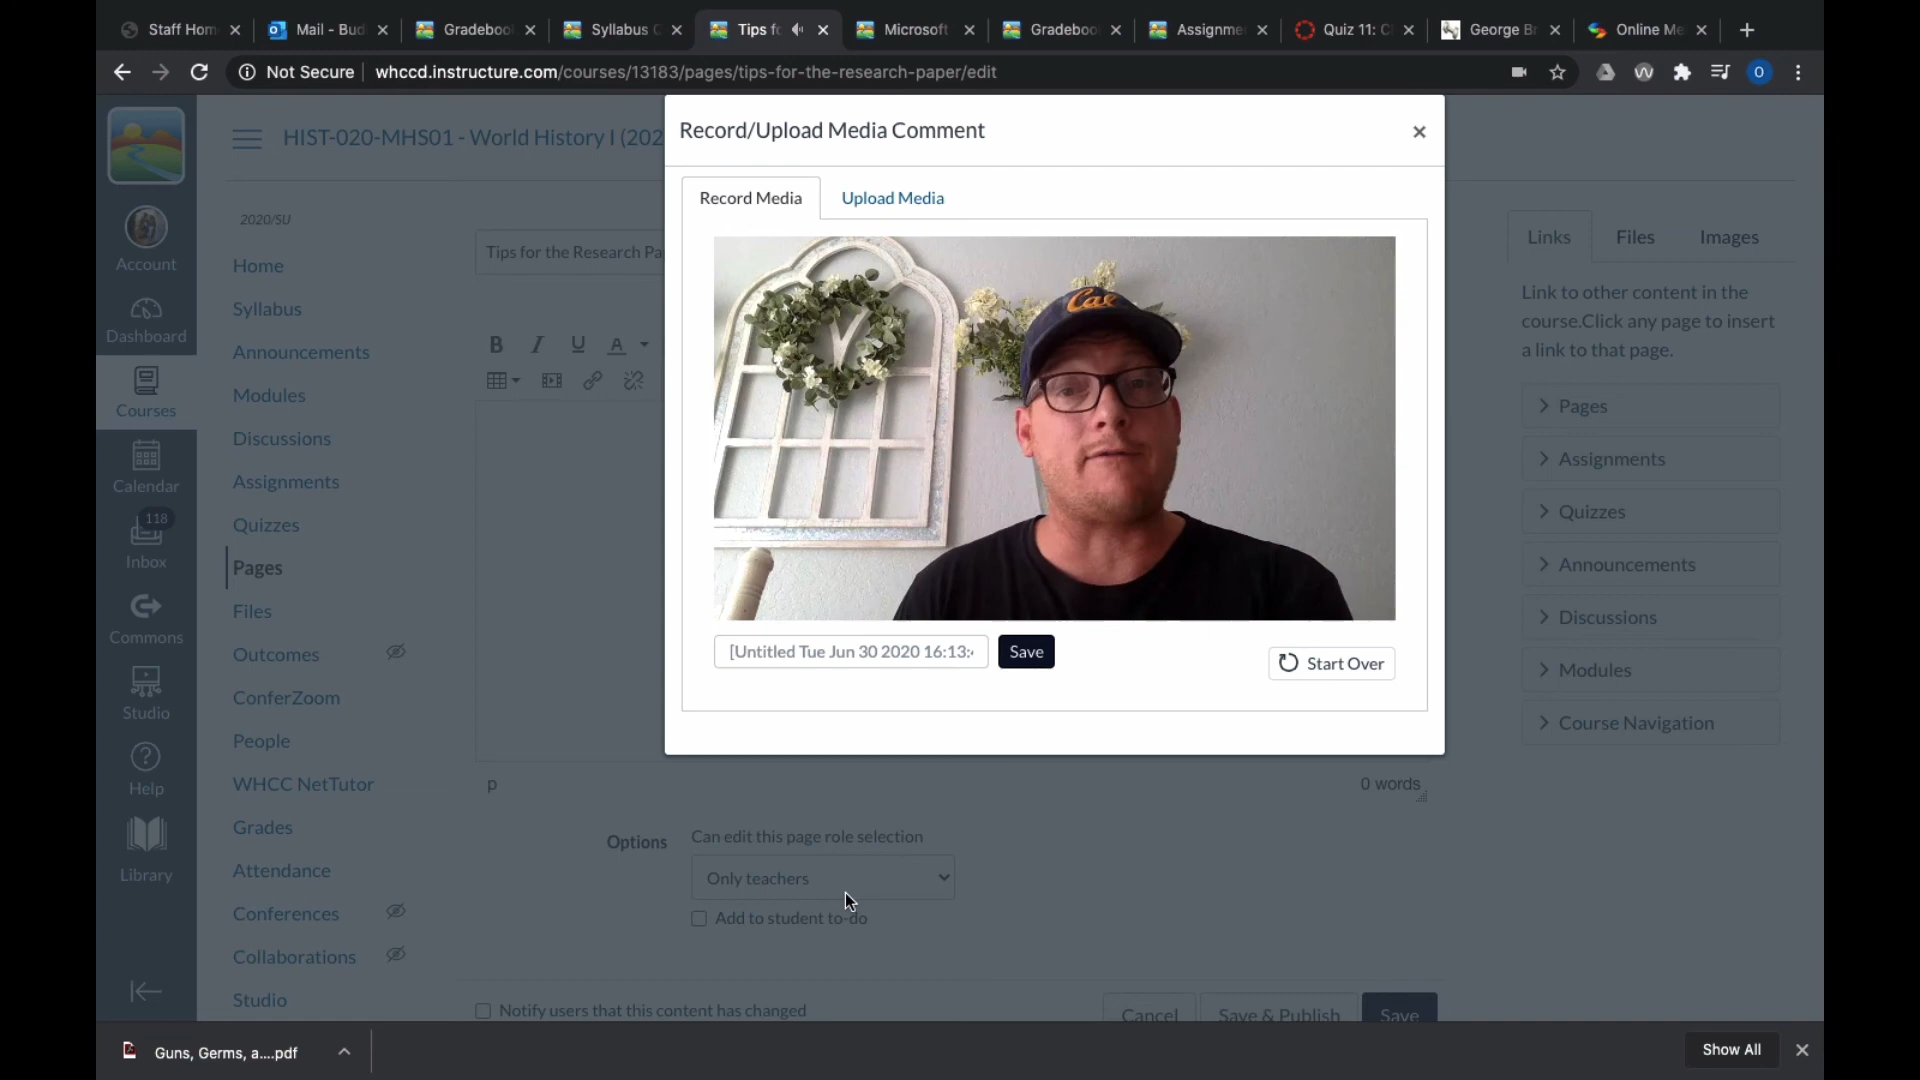 Staff Hom
Mail - Bud
Gradeboo
Syllabus
Tips fo
Microsoft
Gradeboo
Assignme
Quiz 11: C
George Br
Online Me
Not Secure
whccd.instructure.com/courses/13183/pages/tips-for-the-research-paper/edit
HIST-020-MHS01 - World History I (202
Record/Upload Media Comment
Record Media
Upload Media
Cal
[Untitled Tue Jun 30 2020 16:13:
Save
Start Over
Account
Dashboard
Courses
Calendar
118
Inbox
Commons
Studio
Help
Library
2020/SU
Home
Syllabus
Announcements
Modules
Discussions
Assignments
Quizzes
Pages
Files
Outcomes
ConferZoom
People
WHCC NetTutor
Grades
Attendance
Conferences
Collaborations
Studio
Tips for the Research Pa
B I U A
p
0 words
Options
Can edit this page role selection
Only teachers
Add to student to-do
Notify users that this content has changed
Cancel
Save & Publish
Save
Links
Files
Images
Link to other content in the
course.Click any page to insert
a link to that page.
Pages
Assignments
Quizzes
Announcements
Discussions
Modules
Course Navigation
Guns, Germs, a....pdf
Show All